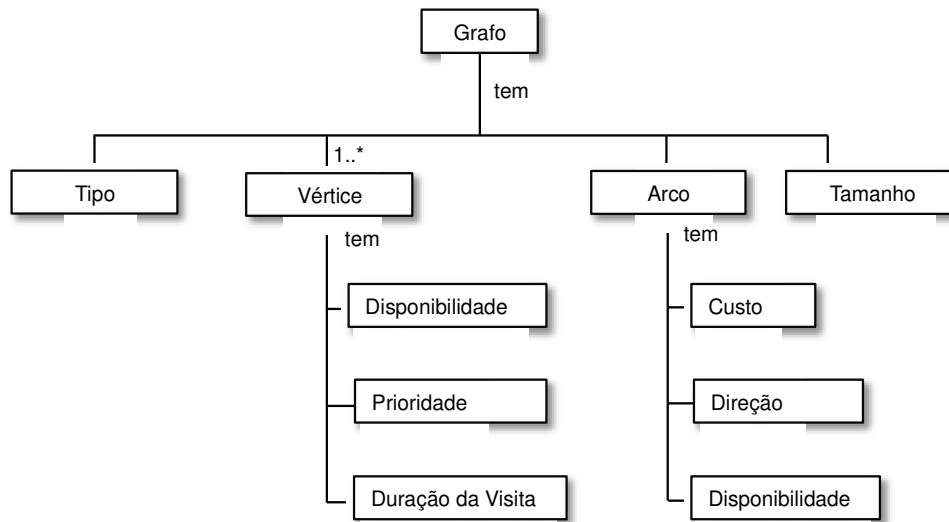 Grafo
tem
1..*
Tipo
Vértice
Arco
Tamanho
tem
tem
Disponibilidade
Custo
Prioridade
Direção
Duração da Visita
Disponibilidade